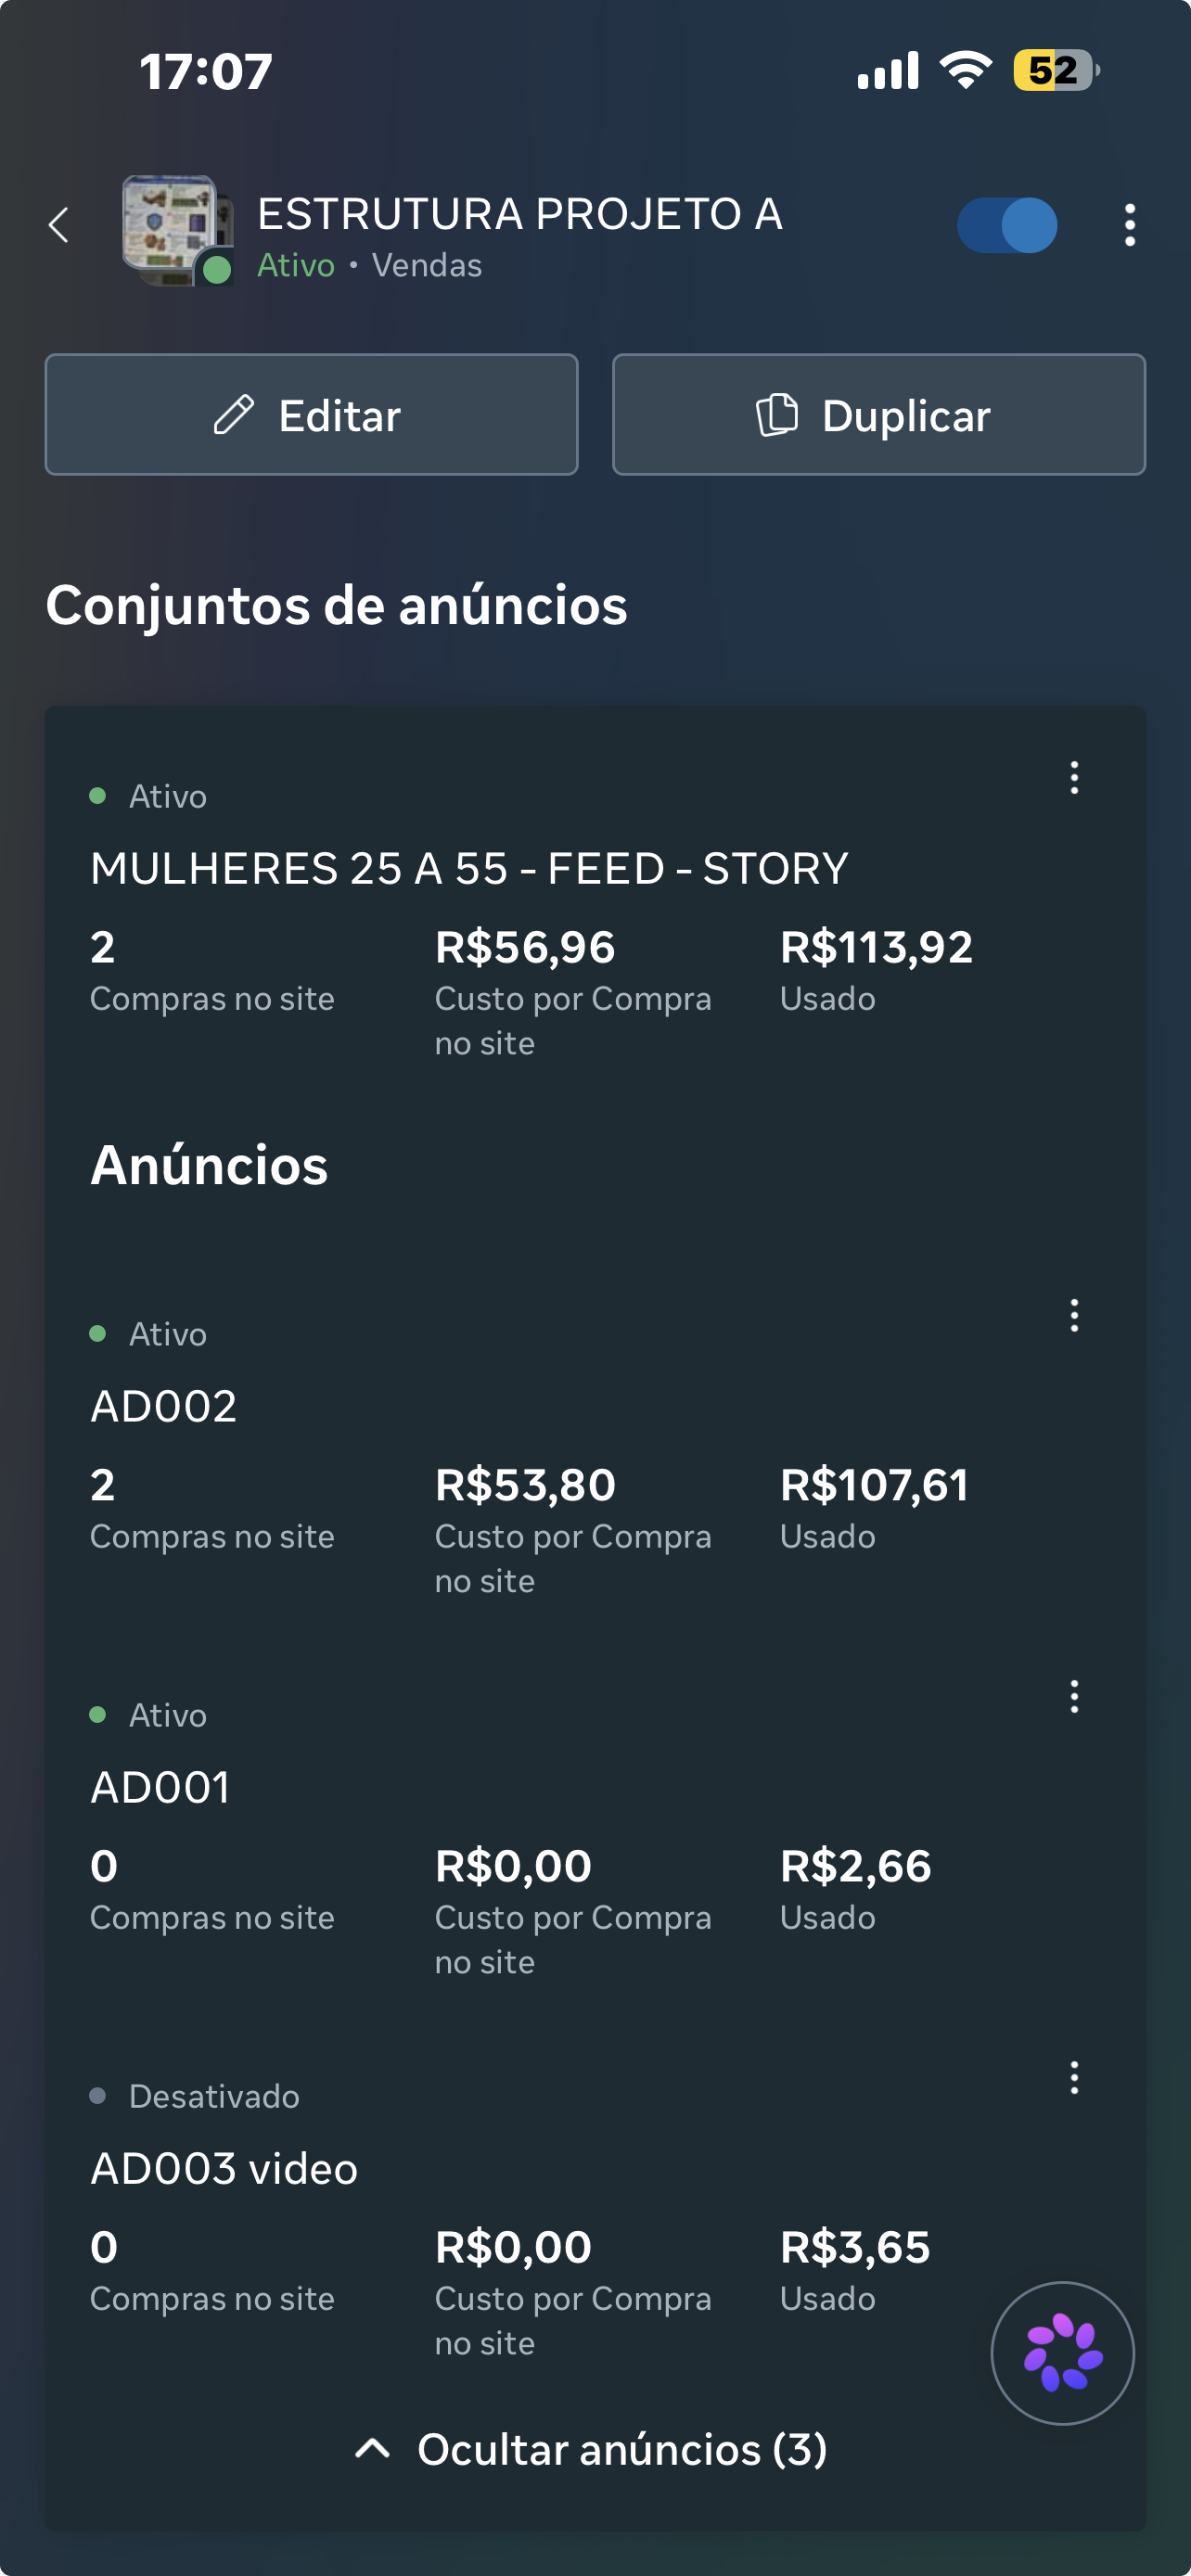 17:07
52
ESTRUTURA PROJETO A
Ativo • Vendas
Editar
Duplicar
Conjuntos de anúncios
Ativo
MULHERES 25 A 55 - FEED - STORY
2
R$56,96
R$113,92
Compras no site
Custo por Compra
Usado
no site
Anúncios
Ativo
AD002
2
R$53,80
R$107,61
Compras no site
Custo por Compra
Usado
no site
Ativo
AD001
0
R$0,00
R$2,66
Compras no site
Custo por Compra
Usado
no site
Desativado
AD003 video
0
R$0,00
R$3,65
Compras no site
Custo por Compra
Usado
no site
Ocultar anúncios (3)